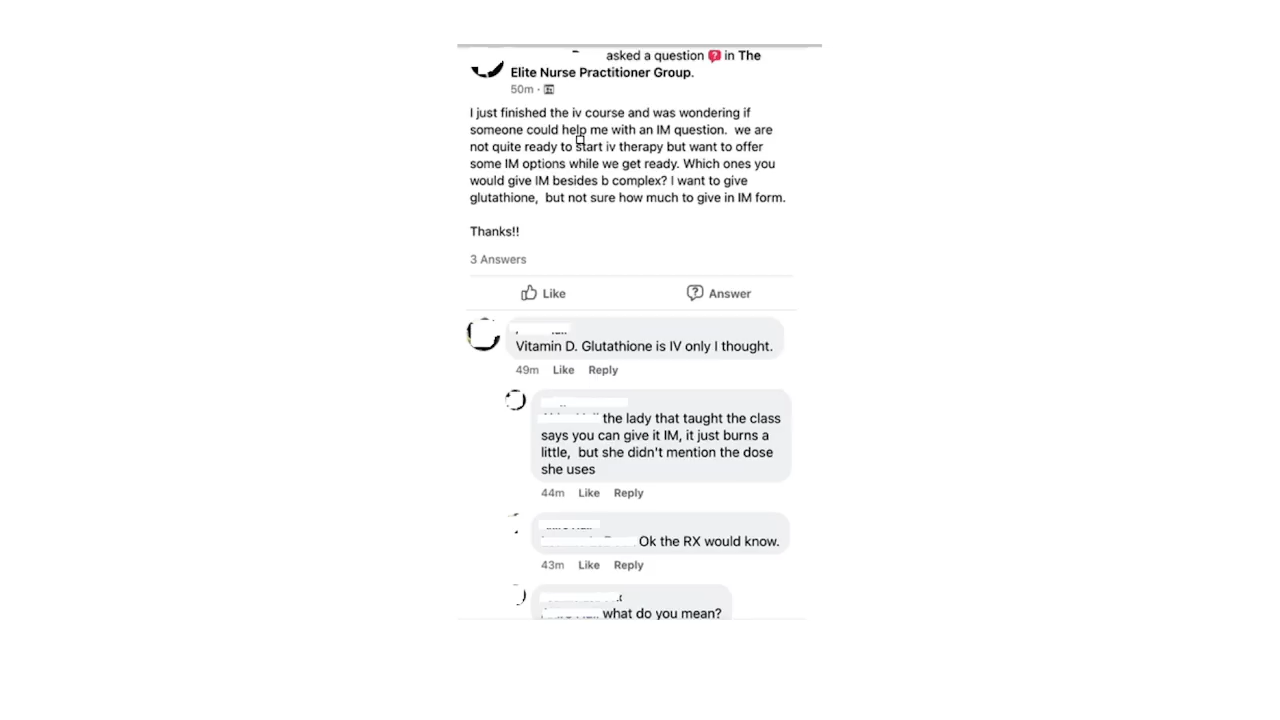 asked a question in The
Elite Nurse Practitioner Group.
50m ·
I just finished the iv course and was wondering if
someone could help me with an IM question. we are
not quite ready to start iv therapy but want to offer
some IM options while we get ready. Which ones you
would give IM besides b complex? I want to give
glutathione, but not sure how much to give in IM form.
Thanks!!
3 Answers
Like Answer
Vitamin D. Glutathione is IV only I thought.
49m Like Reply
the lady that taught the class
says you can give it IM, it just burns a
little, but she didn't mention the dose
she uses
44m Like Reply
Ok the RX would know.
43m Like Reply
what do you mean?